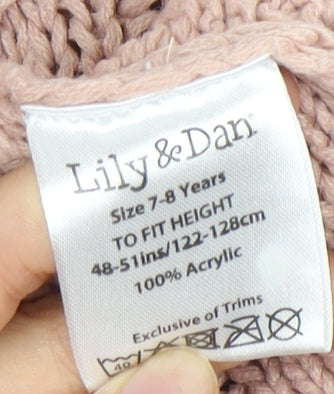 Lily & Dan
Size 7-8 Years
TO FIT HEIGHT
48-51ins/122-128cm
100% Acrylic
Exclusive of Trims
40